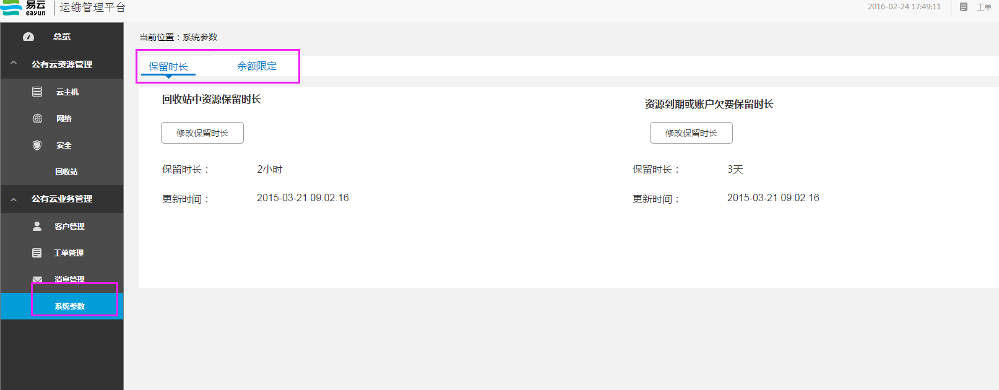 易云
eayun
运维管理平台
2016-02-24 17:49:11
工单
总览
公有云资源管理
云主机
网络
安全
回收站
公有云业务管理
客户管理
工单管理
消息管理
系统参数
当前位置：系统参数
保留时长
余额限定
回收站中资源保留时长
修改保留时长
保留时长：
2小时
更新时间：
2015-03-21 09:02:16
资源到期或账户欠费保留时长
修改保留时长
保留时长：
3天
更新时间：
2015-03-21 09:02:16